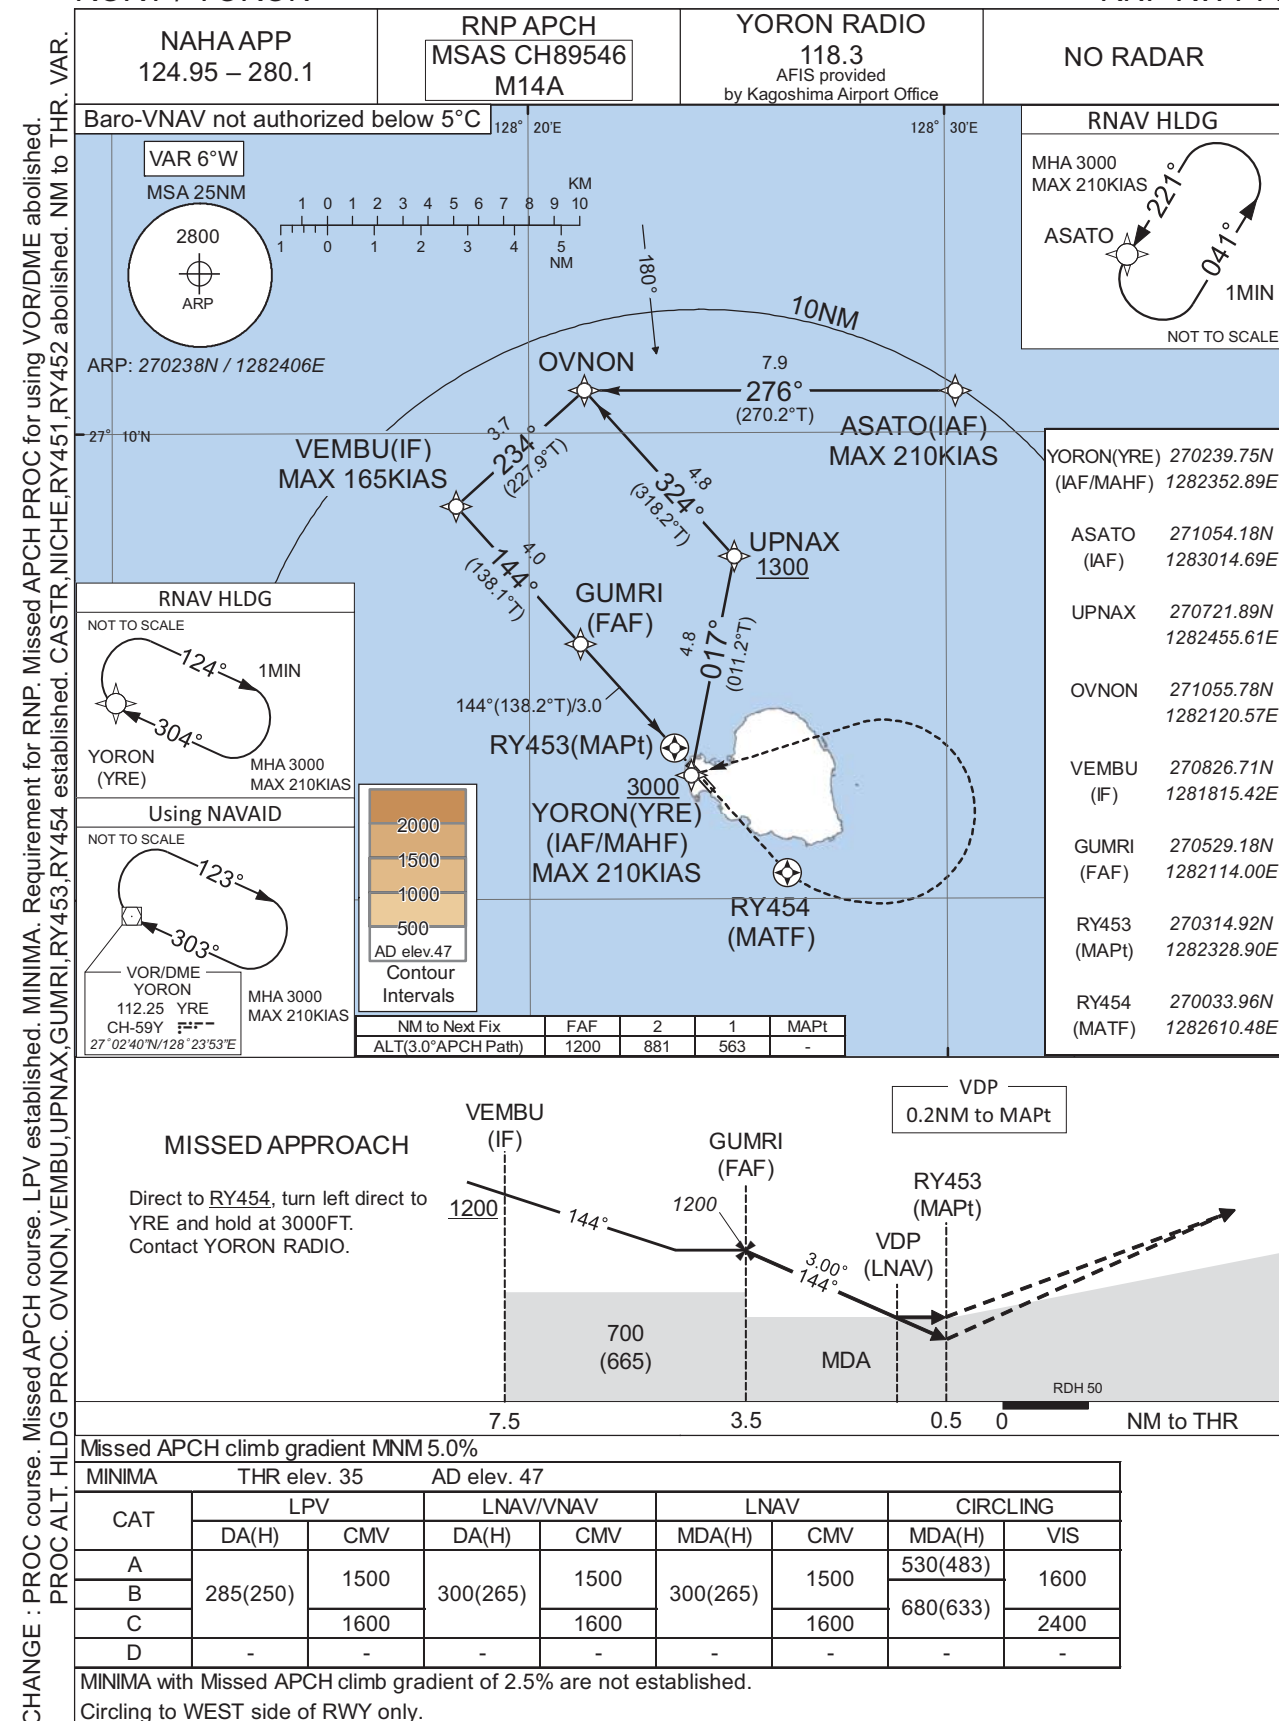 NAHA APP
124.95 – 280.1
RNP APCH
MSAS CH89546
M14A
YORON RADIO
118.3
AFIS provided
by Kagoshima Airport Office
NO RADAR
Baro-VNAV not authorized below 5°C
128° 20'E
128° 30'E
VAR 6°W
MSA 25NM
2800
ARP
KM
1 0 1 2 3 4 5 6 7 8 9 10
1 0 1 2 3 4 5
NM
ARP: 270238N / 1282406E
27° 10'N
180°
10NM
RNAV HLDG
MHA 3000
MAX 210KIAS
ASATO
221°
041°
1MIN
NOT TO SCALE
OVNON
7.9
276°
(270.2°T)
ASATO(IAF)
MAX 210KIAS
VEMBU(IF)
MAX 165KIAS
3.7
234°
(227.9°T)
4.8
324°
(318.2°T)
UPNAX
1300
4.0
144°
(138.1°T)
GUMRI
(FAF)
4.8
017°
(011.2°T)
144°(138.2°T)/3.0
RY453(MAPt)
3000
YORON(YRE)
(IAF/MAHF)
MAX 210KIAS
RY454
(MATF)
RNAV HLDG
NOT TO SCALE
124°
1MIN
304°
YORON
(YRE)
MHA 3000
MAX 210KIAS
Using NAVAID
NOT TO SCALE
123°
303°
VOR/DME
YORON
112.25 YRE
CH-59Y
27°02'40"N/128°23'53"E
MHA 3000
MAX 210KIAS
2000
1500
1000
500
AD elev.47
Contour
Intervals
YORON(YRE) 270239.75N
(IAF/MAHF) 1282352.89E
ASATO 271054.18N
(IAF) 1283014.69E
UPNAX 270721.89N
1282455.61E
OVNON 271055.78N
1282120.57E
VEMBU 270826.71N
(IF) 1281815.42E
GUMRI 270529.18N
(FAF) 1282114.00E
RY453 270314.92N
(MAPt) 1282328.90E
RY454 270033.96N
(MATF) 1282610.48E
NM to Next Fix FAF 2 1 MAPt
ALT(3.0°APCH Path) 1200 881 563 -
MISSED APPROACH
Direct to RY454, turn left direct to
YRE and hold at 3000FT.
Contact YORON RADIO.
VEMBU
(IF)
1200
144°
GUMRI
(FAF)
1200
3.00°
144°
VDP
0.2NM to MAPt
RY453
(MAPt)
VDP
(LNAV)
700
(665)
MDA
RDH 50
7.5 3.5 0.5 0 NM to THR
Missed APCH climb gradient MNM 5.0%
MINIMA THR elev. 35 AD elev. 47
CAT LPV LNAV/VNAV LNAV CIRCLING
DA(H) CMV DA(H) CMV MDA(H) CMV MDA(H) VIS
A 285(250) 1500 300(265) 1500 300(265) 1500 530(483) 1600
B 680(633)
C 1600 1600 1600 2400
D - - - - - - - -
MINIMA with Missed APCH climb gradient of 2.5% are not established.
Circling to WEST side of RWY only.
CHANGE : PROC course. Missed APCH course. LPV established. MINIMA. Requirement for RNP. Missed APCH PROC for using VOR/DME abolished.
PROC ALT. HLDG PROC. OVNON,VEMBU,UPNAX,GUMRI,RY453,RY454 established. CASTR,NICHE,RY451,RY452 abolished. NM to THR. VAR.